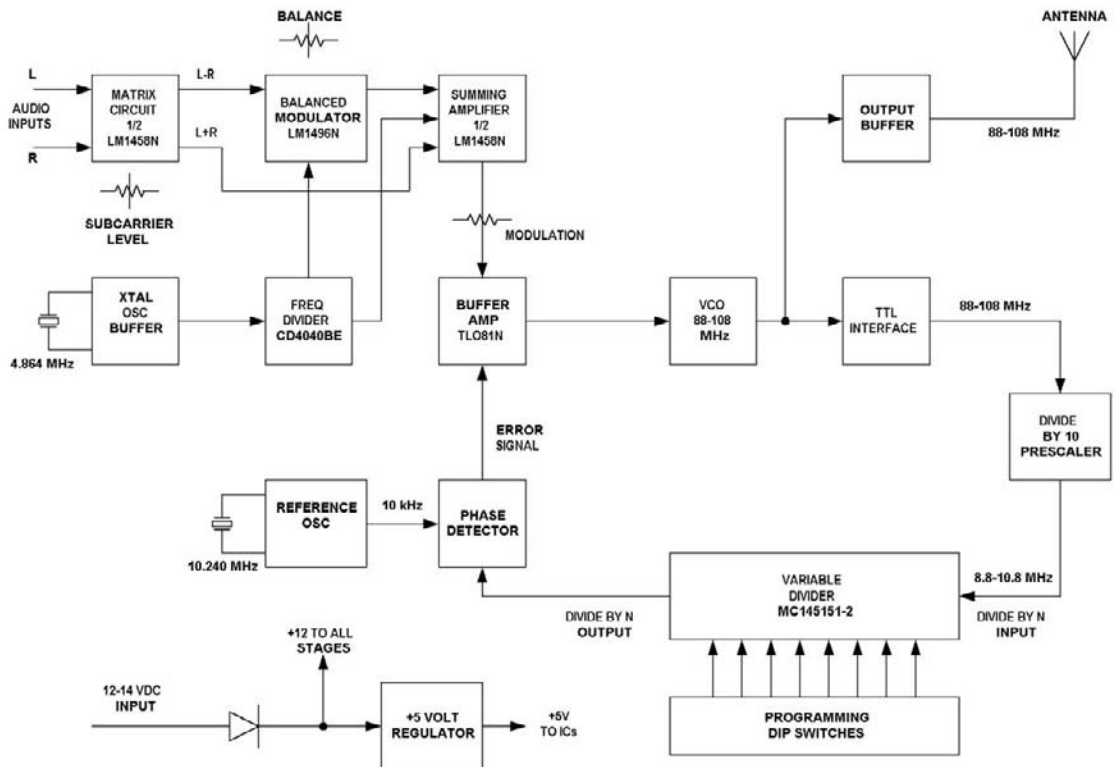 BALANCE
ANTENNA
L
AUDIO
INPUTS
R
MATRIX
CIRCUIT
1/2
LM1458N
L-R
L+R
BALANCED
MODULATOR
LM1496N
SUMMING
AMPLIFIER
1/2
LM1458N
OUTPUT
BUFFER
88-108 MHz
SUBCARRIER
LEVEL
MODULATION
XTAL
OSC
BUFFER
4.864 MHz
FREQ
DIVIDER
CD4040BE
BUFFER
AMP
TLO81N
VCO
88-108
MHz
TTL
INTERFACE
88-108 MHz
DIVIDE
BY 10
PRESCALER
ERROR
SIGNAL
REFERENCE
OSC
10.240 MHz
10 kHz
PHASE
DETECTOR
VARIABLE
DIVIDER
MC145151-2
8.8-10.8 MHz
DIVIDE BY N
INPUT
DIVIDE BY N
OUTPUT
+12 TO ALL
STAGES
12-14 VDC
INPUT
+5 VOLT
REGULATOR
+5V
TO ICs
PROGRAMMING
DIP SWITCHES